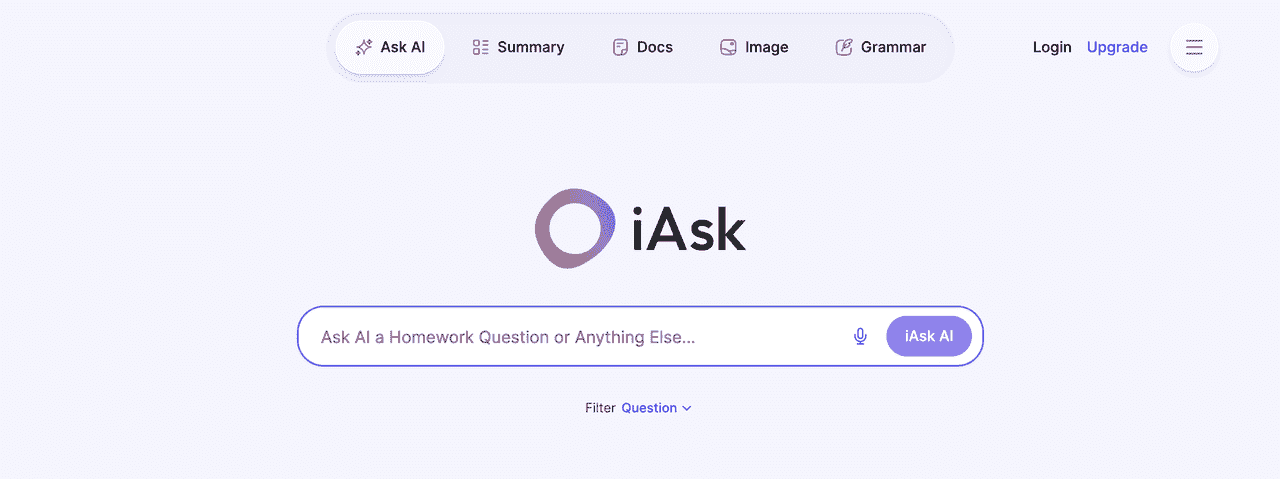 Ask AI Summary Docs Image Grammar Login Upgrade
iAsk
Ask AI a Homework Question or Anything Else... iAsk AI
Filter Question